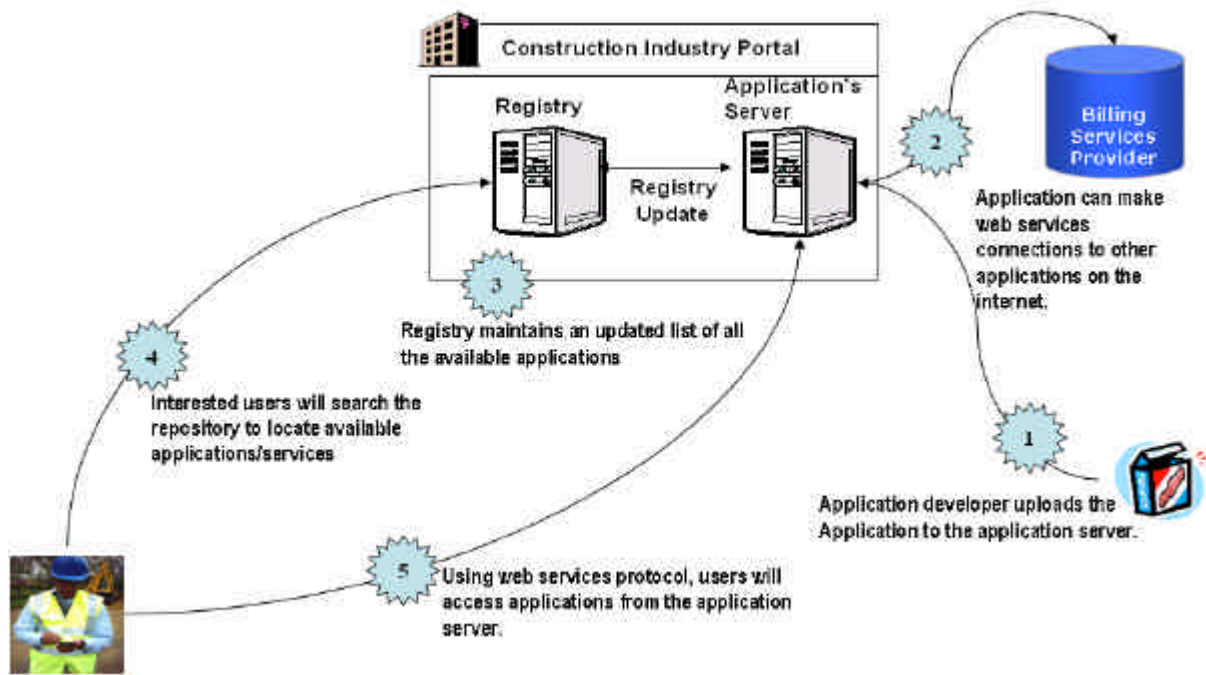 Construction Industry Portal
Registry
Application's
Server
Registry
Update
Billing
Services
Provider
2
Application can make
web services
connections to other
applications on the
internet.
3
Registry maintains an updated list of all
the available applications
4
Interested users will search the
repository to locate available
applications/services
1
Application developer uploads the
Application to the application server.
5
Using web services protocol, users will
access applications from the application
server.